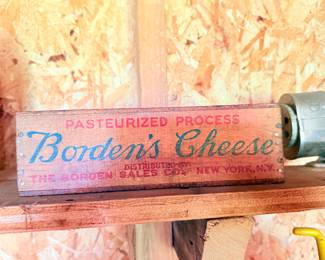 PASTEURIZED PROCESS
Borden's Cheese
DISTRIBUTED BY
THE BORDEN SALES CO., NEW YORK, N.Y.